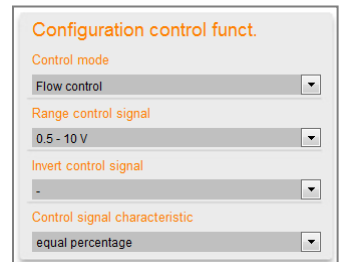 Configuration control funct.
Control mode
Flow control
Range control signal
0.5 - 10 V
Invert control signal
-
Control signal characteristic
equal percentage